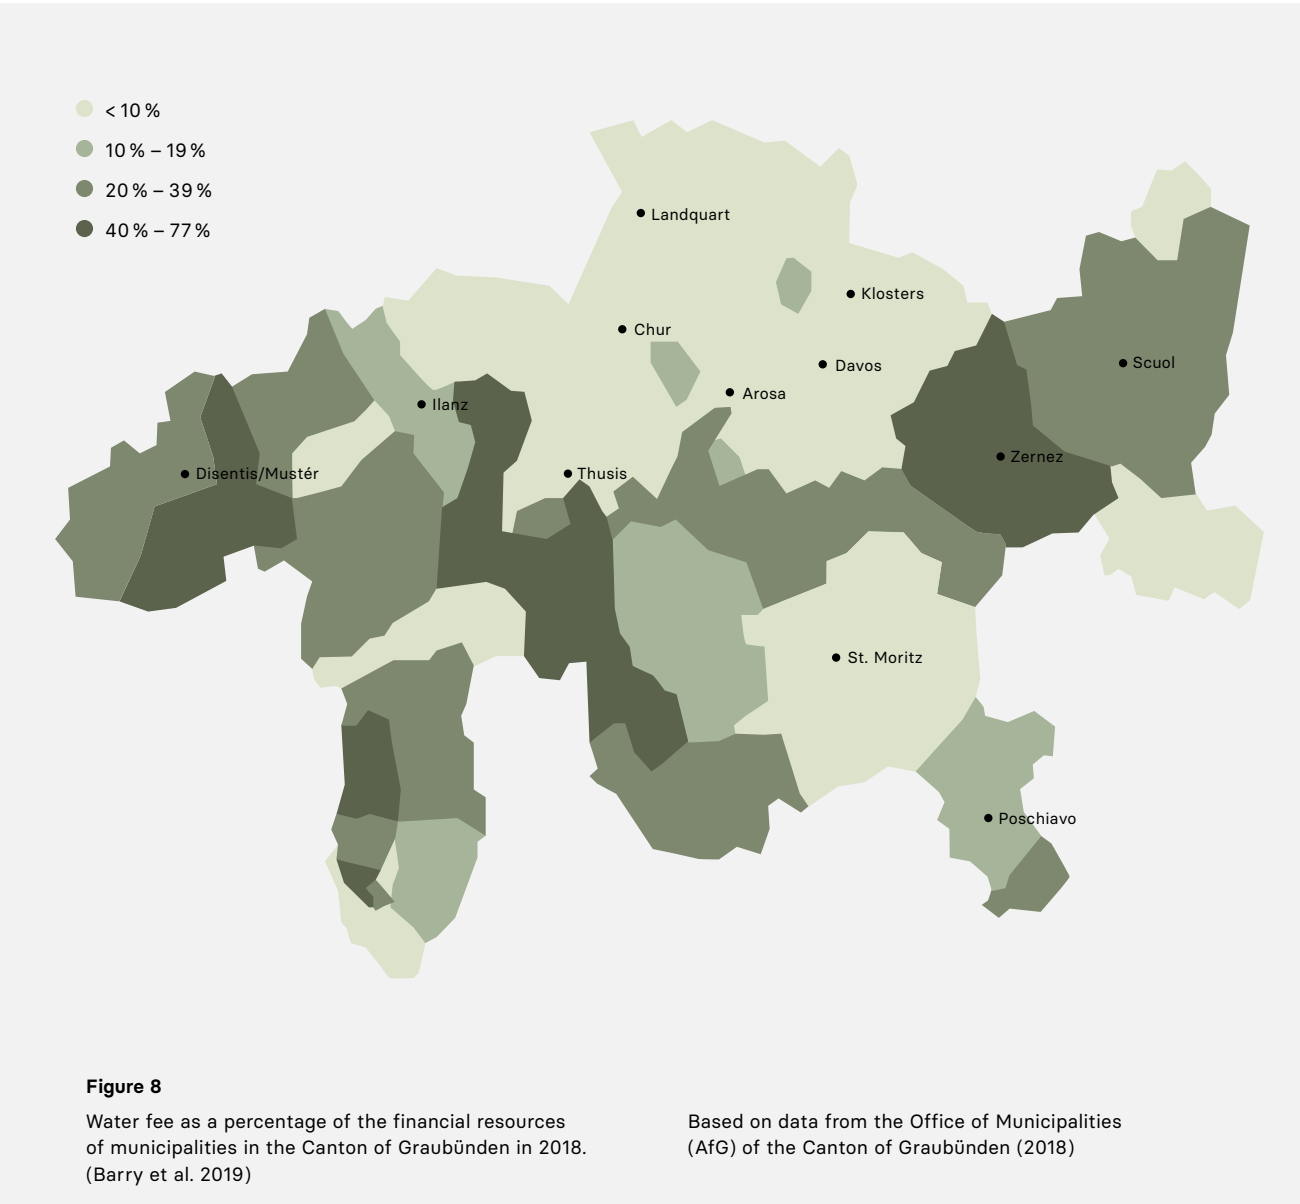 < 10 %
10 % – 19 %
20 % – 39 %
40 % – 77 %
Landquart
Klosters
Chur
Davos
Scuol
Arosa
Ilanz
Zernez
Disentis/Mustér
Thusis
St. Moritz
Poschiavo
Figure 8
Water fee as a percentage of the financial resources
of municipalities in the Canton of Graubünden in 2018.
(Barry et al. 2019)
Based on data from the Office of Municipalities
(AfG) of the Canton of Graubünden (2018)